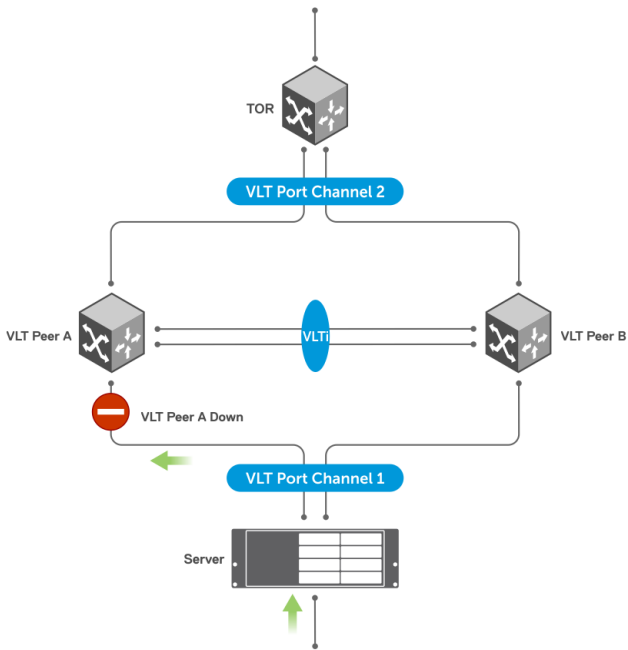 TOR
VLT Port Channel 2
VLT Peer A
VLTi
VLT Peer B
VLT Peer A Down
VLT Port Channel 1
Server